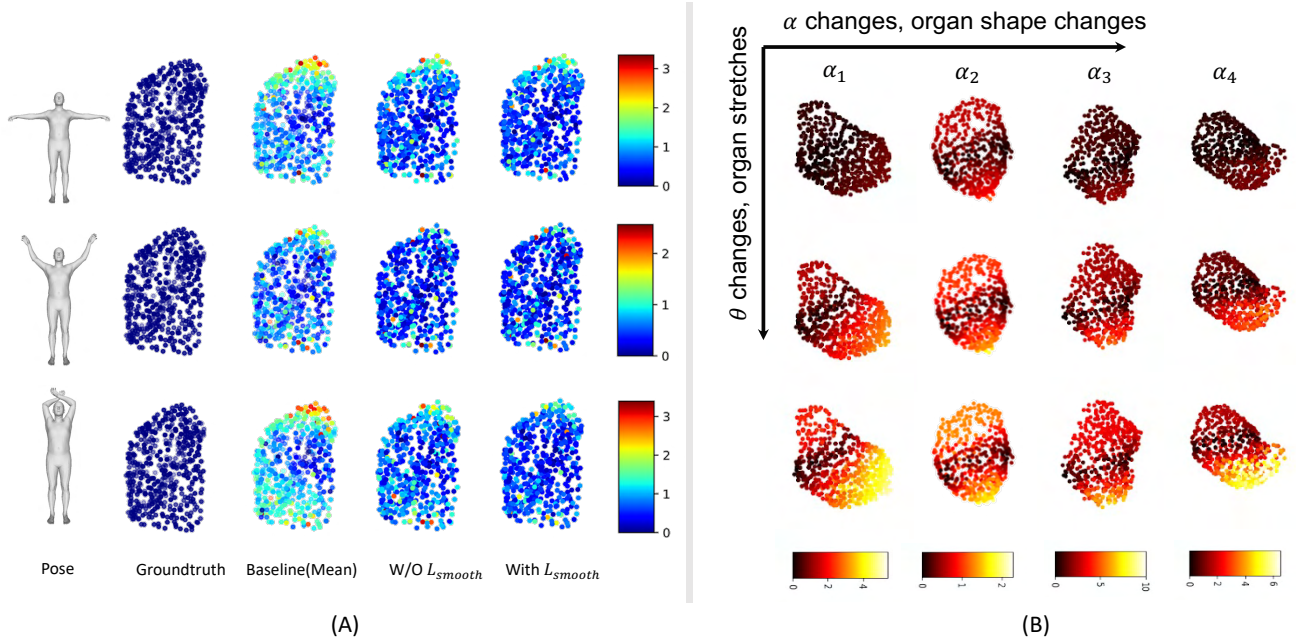 α changes, organ shape changes
θ changes, organ stretches
α₁ α₂ α₃ α₄
3
2
1
0
2
1
0
3
2
1
0
0 2 4
0 1 2
0 5 10
0 2 4 6
Pose Groundtruth Baseline(Mean) W/O L_smooth With L_smooth
(A) (B)